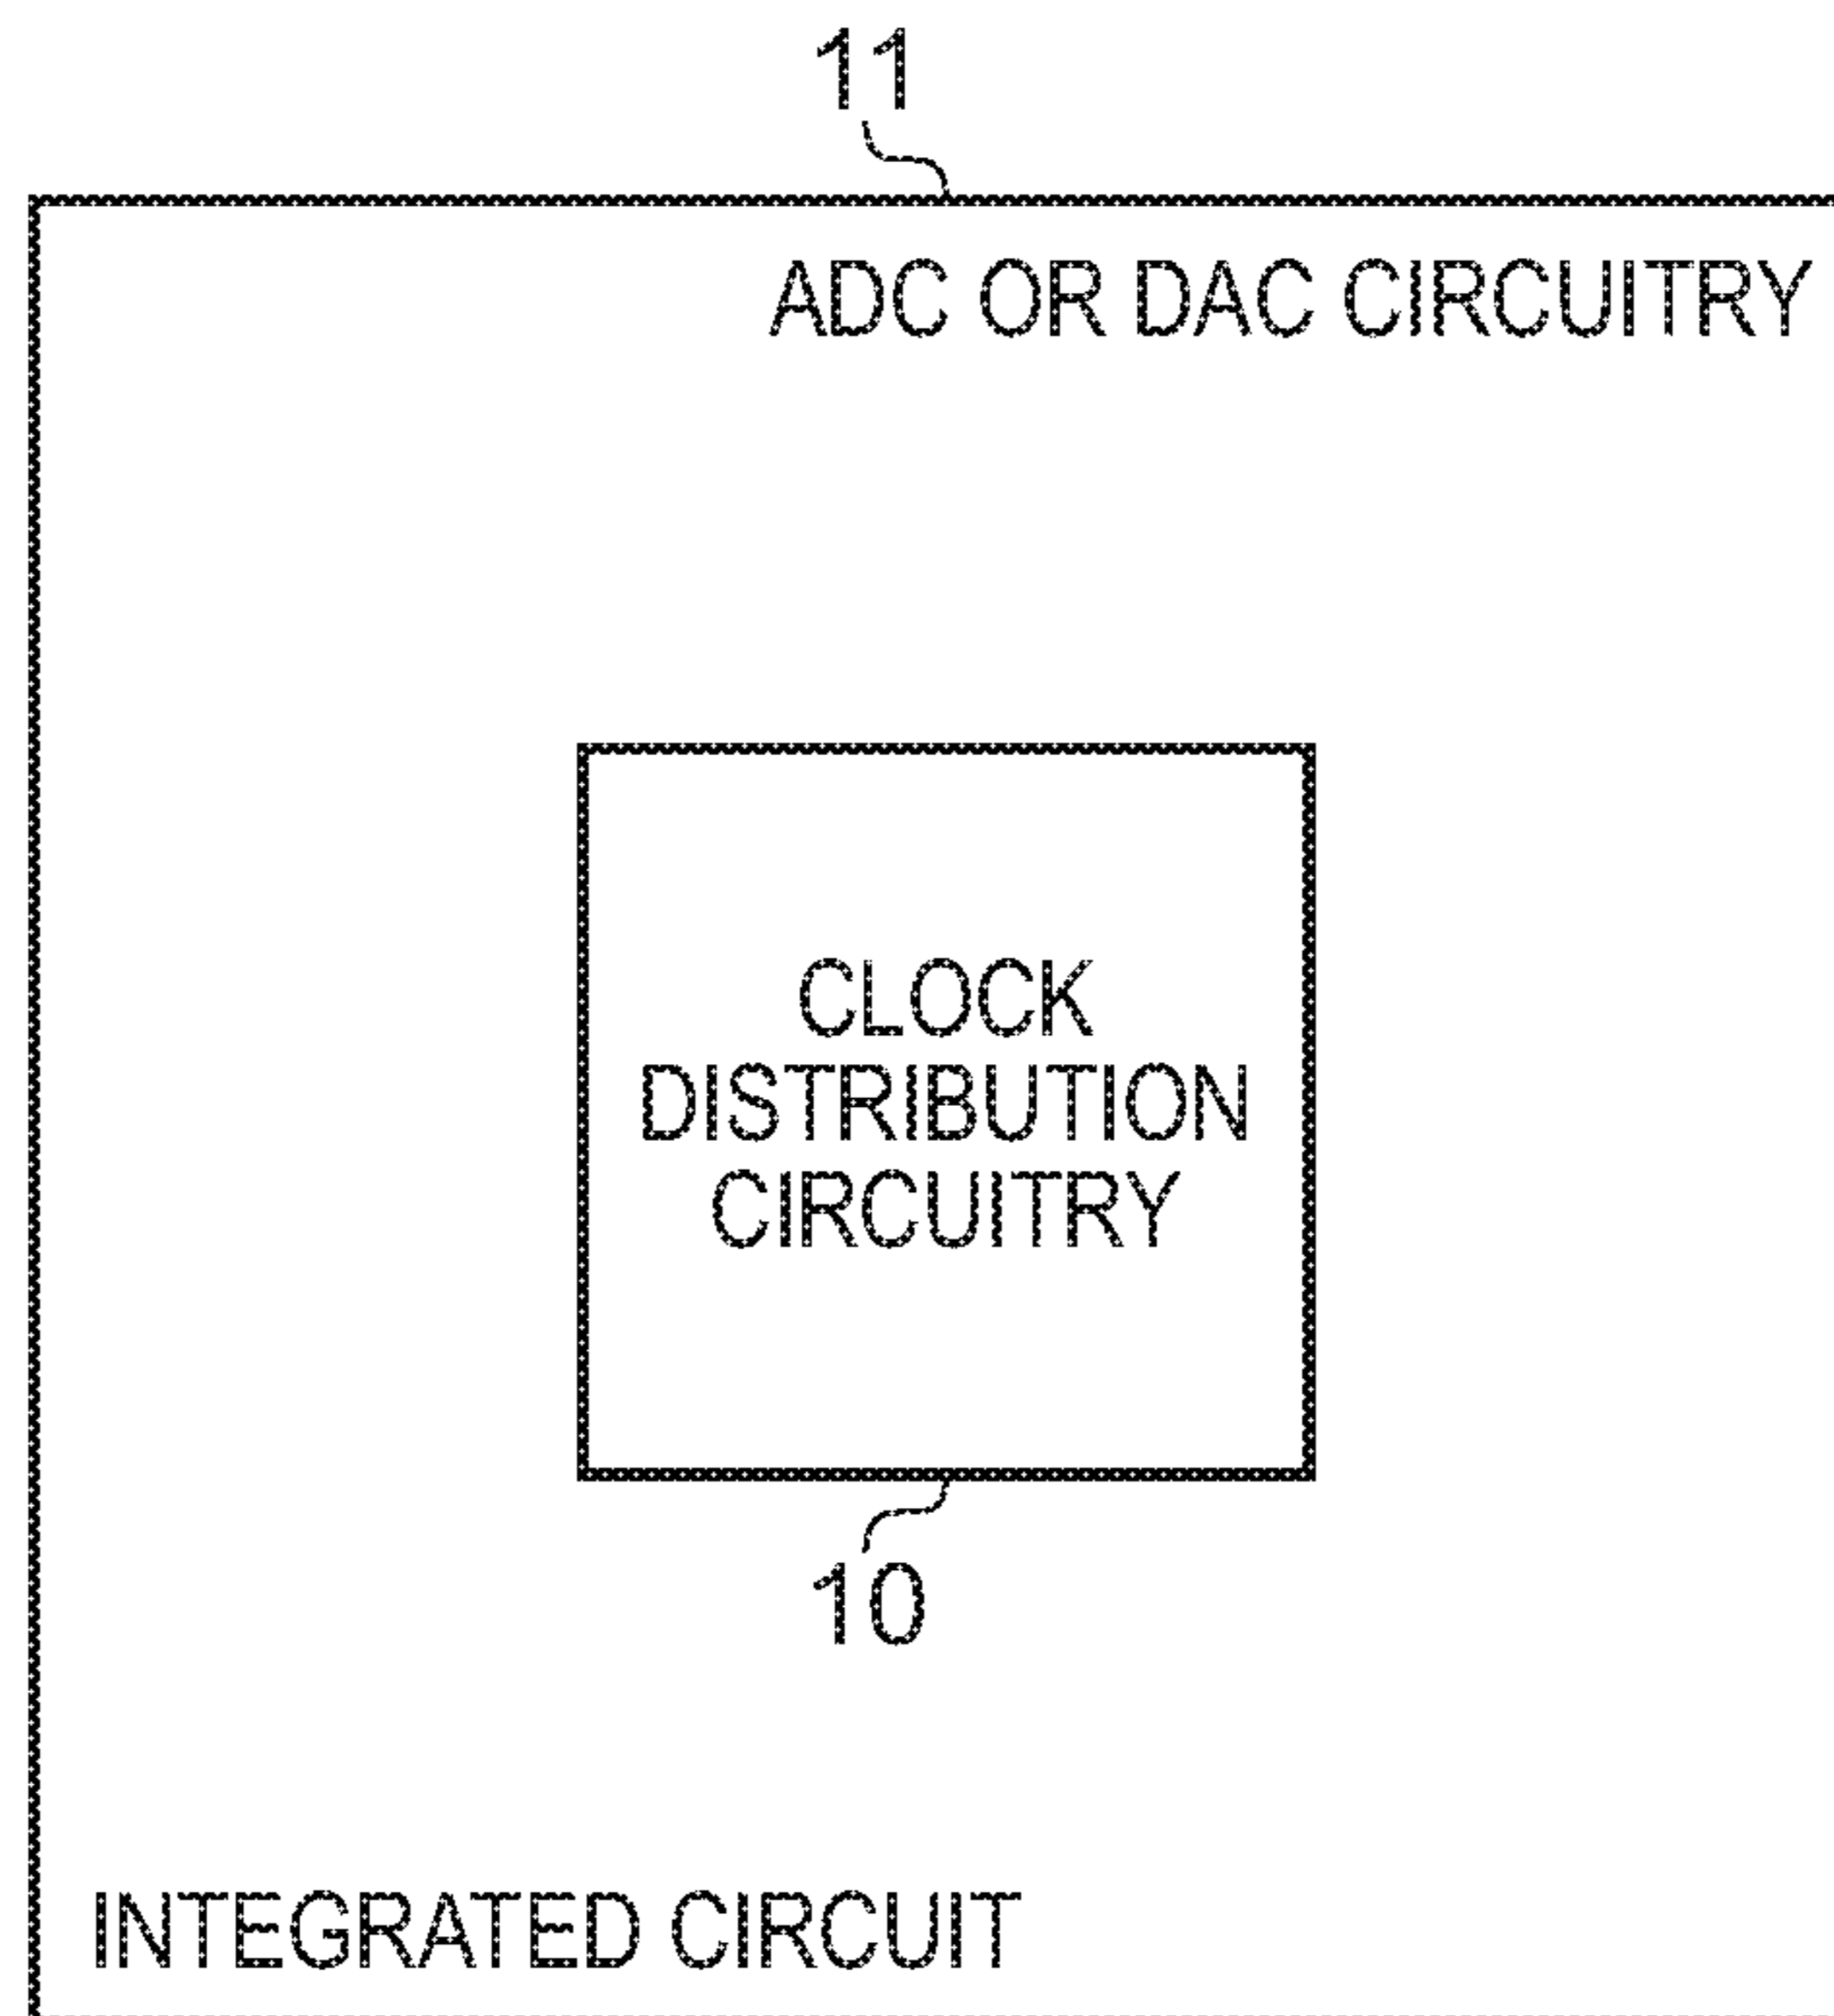 11
ADC OR DAC CIRCUITRY
CLOCK
DISTRIBUTION
CIRCUITRY
10
INTEGRATED CIRCUIT